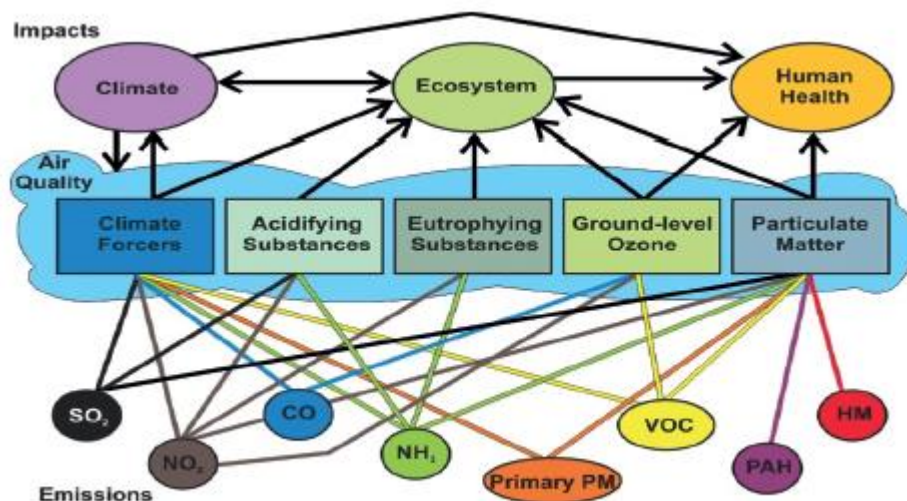 Impacts
Climate
Ecosystem
Human
Health
Air
Quality
Climate
Forcers
Acidifying
Substances
Eutrophying
Substances
Ground-level
Ozone
Particulate
Matter
SO₂
CO
VOC
HM
NOₓ
NH₃
PAH
Primary PM
Emissions